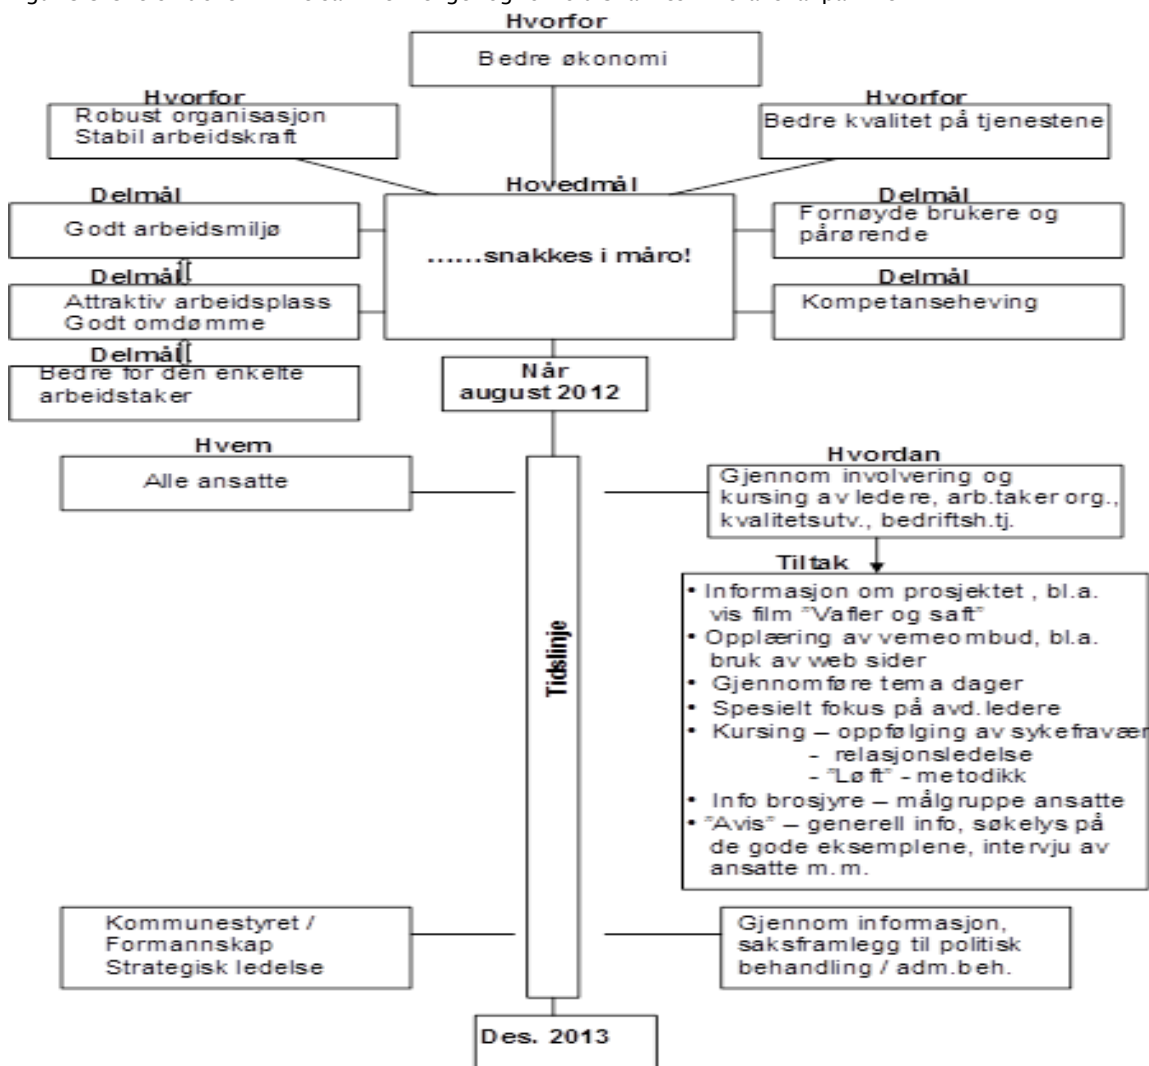 Hvorfor
Bedre økonomi
Hvorfor
Robust organisasjon
Stabil arbeidskraft
Hvorfor
Bedre kvalitet på tjenestene
Hovedmål
......snakkes i måro!
Delmål
Godt arbeidsmiljø
Delmål
Attraktiv arbeidsplass
Godt omdømme
Delmål
Bedre for den enkelte
arbeidstaker
Delmål
Fornøyde brukere og
pårørende
Delmål
Kompetanseheving
Når
august 2012
Hvem
Alle ansatte
Hvordan
Gjennom involvering og
kursing av ledere, arb.taker org.,
kvalitetsutv., bedriftsh.tj.
Tiltak
• Informasjon om prosjektet , bl.a.
vis film "Vafler og saft"
• Opplæring av verneombud, bl.a.
bruk av web sider
• Gjennomføre tema dager
• Spesielt fokus på avd.ledere
• Kursing – oppfølging av sykefravær
- relasjonsledelse
- "Løft" - metodikk
• Info brosjyre – målgruppe ansatte
• "Avis" – generell info, søkelys på
de gode eksemplene, intervju av
ansatte m.m.
Tidslinje
Kommunestyret /
Formannskap
Strategisk ledelse
Gjennom informasjon,
saksframlegg til politisk
behandling / adm.beh.
Des. 2013